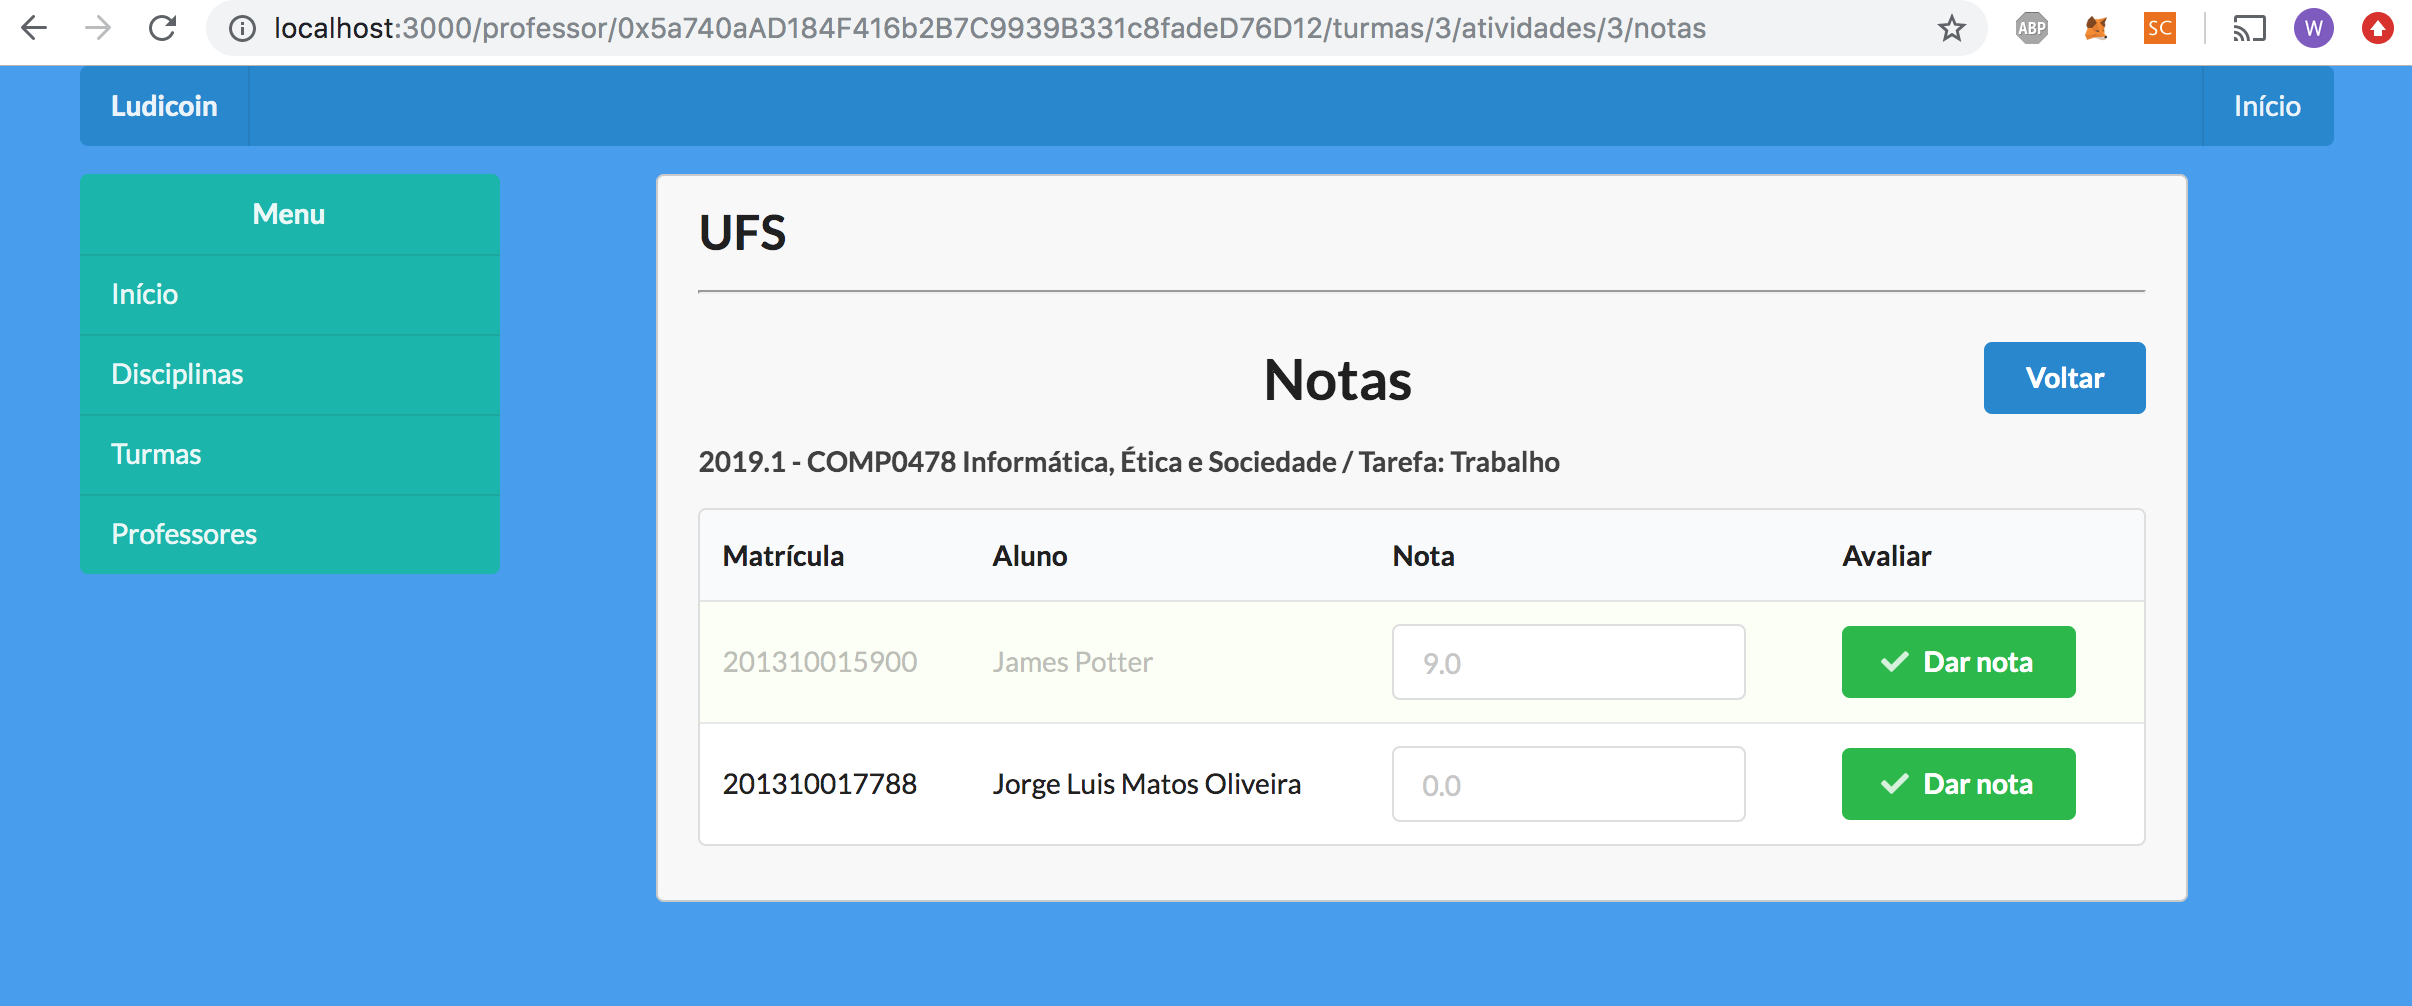 localhost:3000/professor/0x5a740aAD184F416b2B7C9939B331c8fadeD76D12/turmas/3/atividades/3/notas
ABP
SC
W
Ludicoin
Início
Menu
Início
Disciplinas
Turmas
Professores
UFS
Notas
Voltar
2019.1 - COMP0478 Informática, Ética e Sociedade / Tarefa: Trabalho
Matrícula Aluno Nota Avaliar
201310015900 James Potter 9.0 Dar nota
201310017788 Jorge Luis Matos Oliveira 0.0 Dar nota